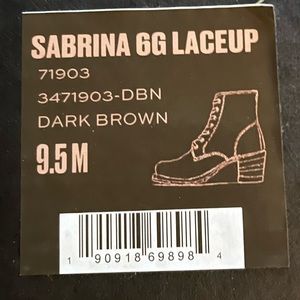 SABRINA 6G LACEUP
71903
3471903-DBN
DARK BROWN
9.5 M
1 90918 69898 4